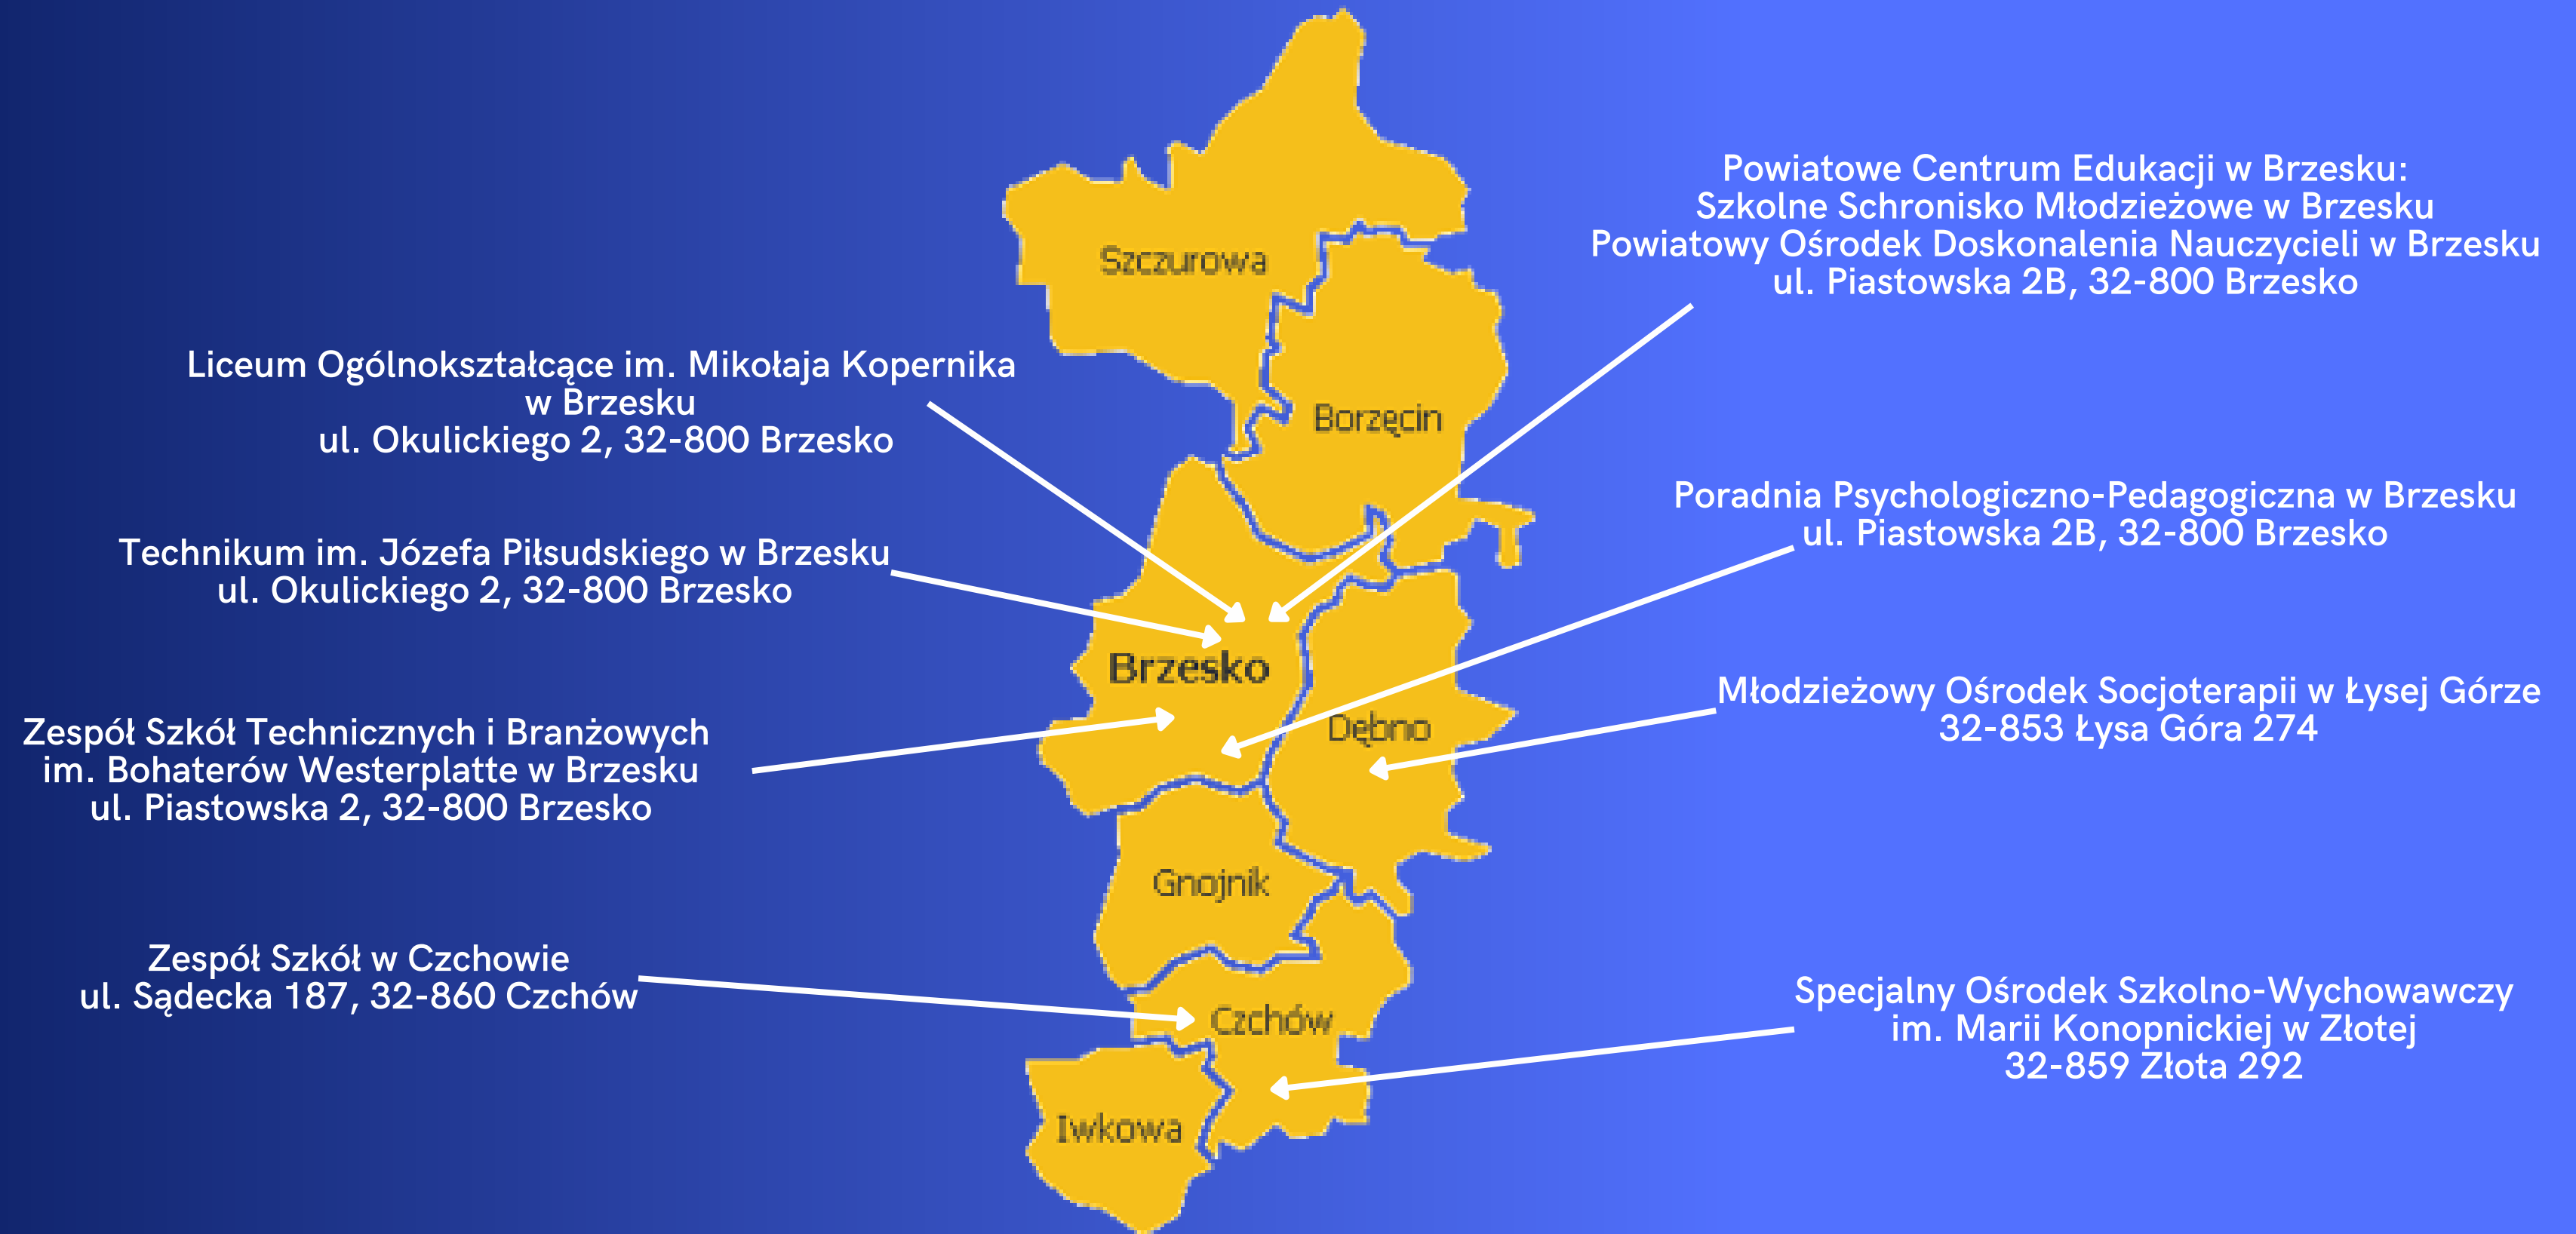 Szczurowa
Borzęcin
Brzesko
Dębno
Gnojnik
Czchów
Iwkowa
Liceum Ogólnokształcące im. Mikołaja Kopernika
w Brzesku
ul. Okulickiego 2, 32-800 Brzesko
Technikum im. Józefa Piłsudskiego w Brzesku
ul. Okulickiego 2, 32-800 Brzesko
Zespół Szkół Technicznych i Branżowych
im. Bohaterów Westerplatte w Brzesku
ul. Piastowska 2, 32-800 Brzesko
Zespół Szkół w Czchowie
ul. Sądecka 187, 32-860 Czchów
Powiatowe Centrum Edukacji w Brzesku:
Szkolne Schronisko Młodzieżowe w Brzesku
Powiatowy Ośrodek Doskonalenia Nauczycieli w Brzesku
ul. Piastowska 2B, 32-800 Brzesko
Poradnia Psychologiczno-Pedagogiczna w Brzesku
ul. Piastowska 2B, 32-800 Brzesko
Młodzieżowy Ośrodek Socjoterapii w Łysej Górze
32-853 Łysa Góra 274
Specjalny Ośrodek Szkolno-Wychowawczy
im. Marii Konopnickiej w Złotej
32-859 Złota 292